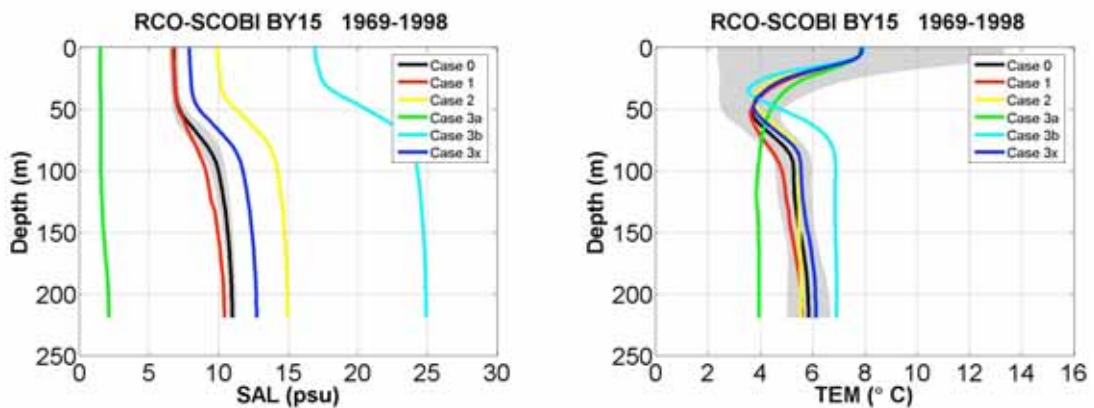 RCO-SCOBI BY15 1969-1998
0
50
100
150
200
250
Depth (m)
0 5 10 15 20 25 30
SAL (psu)
Case 0
Case 1
Case 2
Case 3a
Case 3b
Case 3x
RCO-SCOBI BY15 1969-1998
0
50
100
150
200
250
Depth (m)
0 2 4 6 8 10 12 14 16
TEM (° C)
Case 0
Case 1
Case 2
Case 3a
Case 3b
Case 3x